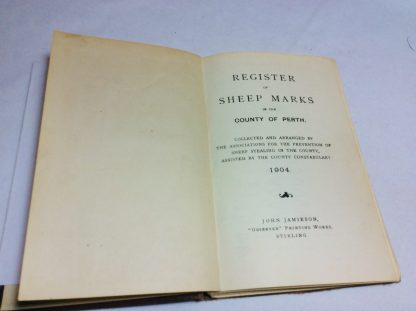 REGISTER
OF
SHEEP MARKS
IN THE
COUNTY OF PERTH.
COLLECTED AND ARRANGED BY
THE ASSOCIATIONS FOR THE PREVENTION OF
SHEEP STEALING IN THE COUNTY,
ASSISTED BY THE COUNTY CONSTABULARY
1904
JOHN JAMIESON,
"OBSERVER" PRINTING WORKS,
STIRLING.